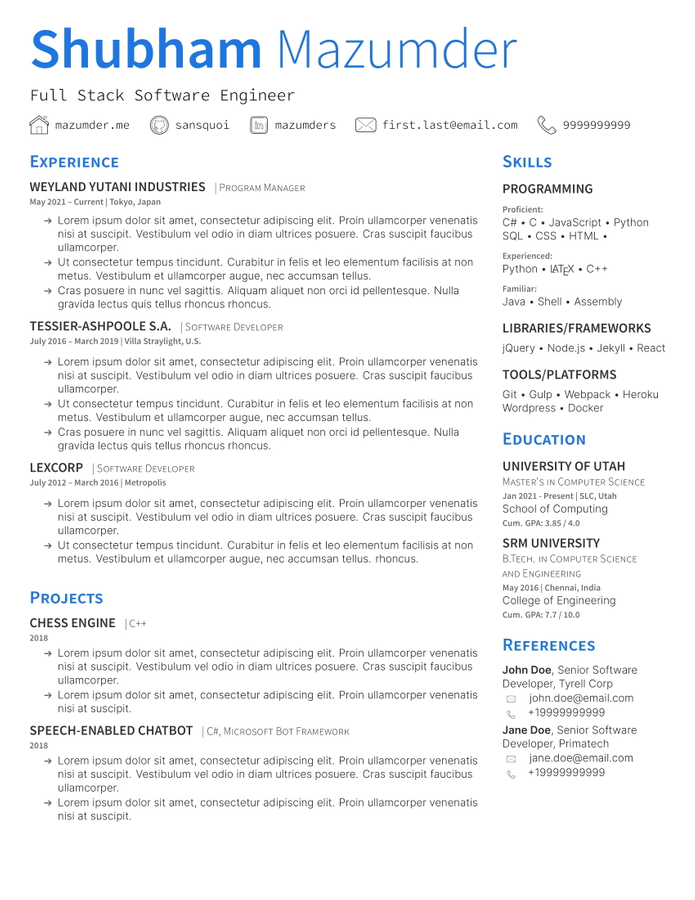 Shubham Mazumder
Full Stack Software Engineer
mazumder.me sansquoi mazumders first.last@email.com 9999999999
EXPERIENCE
WEYLAND YUTANI INDUSTRIES | PROGRAM MANAGER
May 2021 – Current | Tokyo, Japan
→ Lorem ipsum dolor sit amet, consectetur adipiscing elit. Proin ullamcorper venenatis
nisi at suscipit. Vestibulum vel odio in diam ultrices posuere. Cras suscipit faucibus
ullamcorper.
→ Ut consectetur tempus tincidunt. Curabitur in felis et leo elementum facilisis at non
metus. Vestibulum et ullamcorper augue, nec accumsan tellus.
→ Cras posuere in nunc vel sagittis. Aliquam aliquet non orci id pellentesque. Nulla
gravida lectus quis tellus rhoncus rhoncus.
TESSIER-ASHPOOLE S.A. | SOFTWARE DEVELOPER
July 2016 – March 2019 | Villa Straylight, U.S.
→ Lorem ipsum dolor sit amet, consectetur adipiscing elit. Proin ullamcorper venenatis
nisi at suscipit. Vestibulum vel odio in diam ultrices posuere. Cras suscipit faucibus
ullamcorper.
→ Ut consectetur tempus tincidunt. Curabitur in felis et leo elementum facilisis at non
metus. Vestibulum et ullamcorper augue, nec accumsan tellus.
→ Cras posuere in nunc vel sagittis. Aliquam aliquet non orci id pellentesque. Nulla
gravida lectus quis tellus rhoncus rhoncus.
LEXCORP | SOFTWARE DEVELOPER
July 2012 – March 2016 | Metropolis
→ Lorem ipsum dolor sit amet, consectetur adipiscing elit. Proin ullamcorper venenatis
nisi at suscipit. Vestibulum vel odio in diam ultrices posuere. Cras suscipit faucibus
ullamcorper.
→ Ut consectetur tempus tincidunt. Curabitur in felis et leo elementum facilisis at non
metus. Vestibulum et ullamcorper augue, nec accumsan tellus. rhoncus.
PROJECTS
CHESS ENGINE | C++
2018
→ Lorem ipsum dolor sit amet, consectetur adipiscing elit. Proin ullamcorper venenatis
nisi at suscipit. Vestibulum vel odio in diam ultrices posuere. Cras suscipit faucibus
ullamcorper.
→ Lorem ipsum dolor sit amet, consectetur adipiscing elit. Proin ullamcorper venenatis
nisi at suscipit.
SPEECH-ENABLED CHATBOT | C#, MICROSOFT BOT FRAMEWORK
2018
→ Lorem ipsum dolor sit amet, consectetur adipiscing elit. Proin ullamcorper venenatis
nisi at suscipit. Vestibulum vel odio in diam ultrices posuere. Cras suscipit faucibus
ullamcorper.
→ Lorem ipsum dolor sit amet, consectetur adipiscing elit. Proin ullamcorper venenatis
nisi at suscipit.
SKILLS
PROGRAMMING
Proficient:
C# • C • JavaScript • Python
SQL • CSS • HTML •
Experienced:
Python • LATEX • C++
Familiar:
Java • Shell • Assembly
LIBRARIES/FRAMEWORKS
jQuery • Node.js • Jekyll • React
TOOLS/PLATFORMS
Git • Gulp • Webpack • Heroku
Wordpress • Docker
EDUCATION
UNIVERSITY OF UTAH
MASTER'S IN COMPUTER SCIENCE
Jan 2021 - Present | SLC, Utah
School of Computing
Cum. GPA: 3.85 / 4.0
SRM UNIVERSITY
B.TECH. IN COMPUTER SCIENCE
AND ENGINEERING
May 2016 | Chennai, India
College of Engineering
Cum. GPA: 7.7 / 10.0
REFERENCES
John Doe, Senior Software
Developer, Tyrell Corp
john.doe@email.com
+19999999999
Jane Doe, Senior Software
Developer, Primatech
jane.doe@email.com
+19999999999